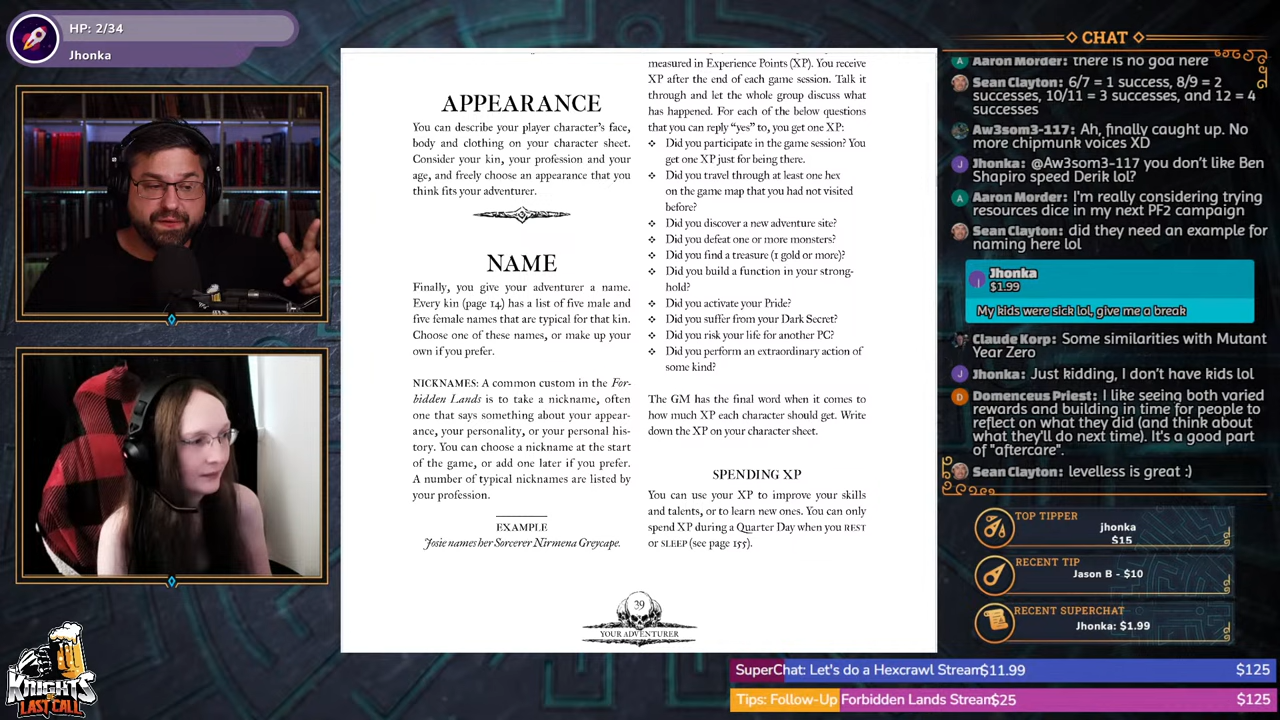 HP: 2/34
Jhonka
APPEARANCE
You can describe your player character's face,
body and clothing on your character sheet.
Consider your kin, your profession and your
age, and freely choose an appearance that you
think fits your adventurer.
NAME
Finally, you give your adventurer a name.
Every kin (page 14) has a list of five male and
five female names that are typical for that kin.
Choose one of these names, or make up your
own if you prefer.
NICKNAMES: A common custom in the For-
bidden Lands is to take a nickname, often
one that says something about your appear-
ance, your personality, or your personal his-
tory. You can choose a nickname at the start
of the game, or add one later if you prefer.
A number of typical nicknames are listed by
your profession.
EXAMPLE
Josie names her Sorcerer Nirmena Greycape.
measured in Experience Points (XP). You receive
XP after the end of each game session. Talk it
through and let the whole group discuss what
has happened. For each of the below questions
that you can reply “yes” to, you get one XP:
❖ Did you participate in the game session? You
get one XP just for being there.
❖ Did you travel through at least one hex
on the game map that you had not visited
before?
❖ Did you discover a new adventure site?
❖ Did you defeat one or more monsters?
❖ Did you find a treasure (1 gold or more)?
❖ Did you build a function in your strong-
hold?
❖ Did you activate your Pride?
❖ Did you suffer from your Dark Secret?
❖ Did you risk your life for another PC?
❖ Did you perform an extraordinary action of
some kind?
The GM has the final word when it comes to
how much XP each character should get. Write
down the XP on your character sheet.
SPENDING XP
You can use your XP to improve your skills
and talents, or to learn new ones. You can only
spend XP during a Quarter Day when you REST
or SLEEP (see page 155).
39
YOUR ADVENTURER
CHAT
A Aaron Morder: there is no goa here
Sean Clayton: 6/7 = 1 success, 8/9 = 2
successes, 10/11 = 3 successes, and 12 = 4
successes
Aw3som3-117: Ah, finally caught up. No
more chipmunk voices XD
J Jhonka: @Aw3som3-117 you don't like Ben
Shapiro speed Derik lol?
A Aaron Morder: I'm really considering trying
resources dice in my next PF2 campaign
Sean Clayton: did they need an example for
naming here lol
J Jhonka
$1.99
My kids were sick lol, give me a break
Claude Korp: Some similarities with Mutant
Year Zero
J Jhonka: Just kidding, I don't have kids lol
D Domenceus Priest: I like seeing both varied
rewards and building in time for people to
reflect on what they did (and think about
what they'll do next time). It's a good part
of "aftercare".
Sean Clayton: levelless is great :)
TOP TIPPER
jhonka
$15
RECENT TIP
Jason B - $10
RECENT SUPERCHAT
Jhonka: $1.99
SuperChat: Let's do a Hexcrawl Stream $11.99 $125
Tips: Follow-Up Forbidden Lands Stream $25 $125
KNIGHTS
OF
LAST CALL